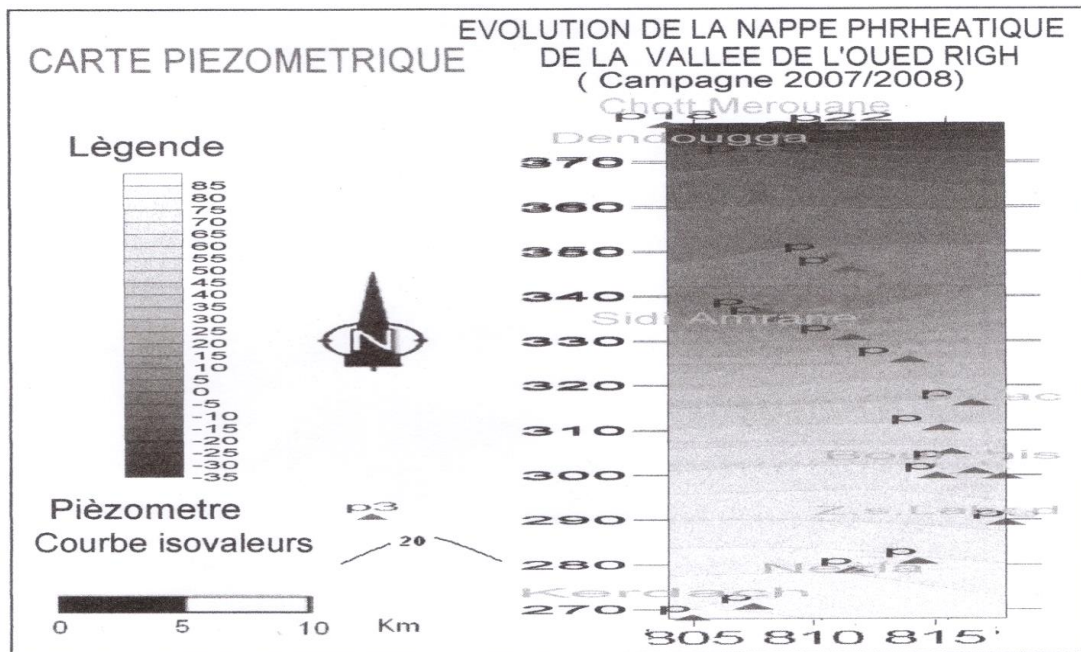 CARTE PIEZOMETRIQUE
EVOLUTION DE LA NAPPE PHRHEATIQUE
DE LA VALLEE DE L'OUED RIGH
( Campagne 2007/2008)
Lègende
85
80
75
70
65
60
55
50
45
40
35
30
25
20
15
10
5
0
-5
-10
-15
-20
-25
-30
-35
Pièzometre
p3
Courbe isovaleurs
20
0 5 10 Km
Chott Merouane
p18 p22
Dendougga
370
360
350 p
p
340 p
p
Sidi Amrane
p
330
p
320 p
310 p
p
300 p p
290 p
280 p
p
Kerdach
p
270 p
805 810 815